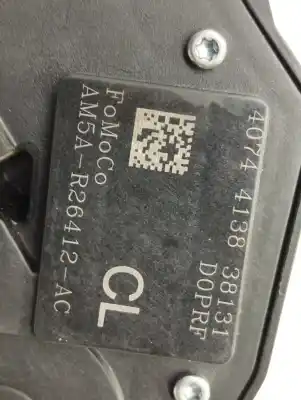 4074 4138 38131
D0PRF
FoMoCo
AM5A-R26412-AC
CL